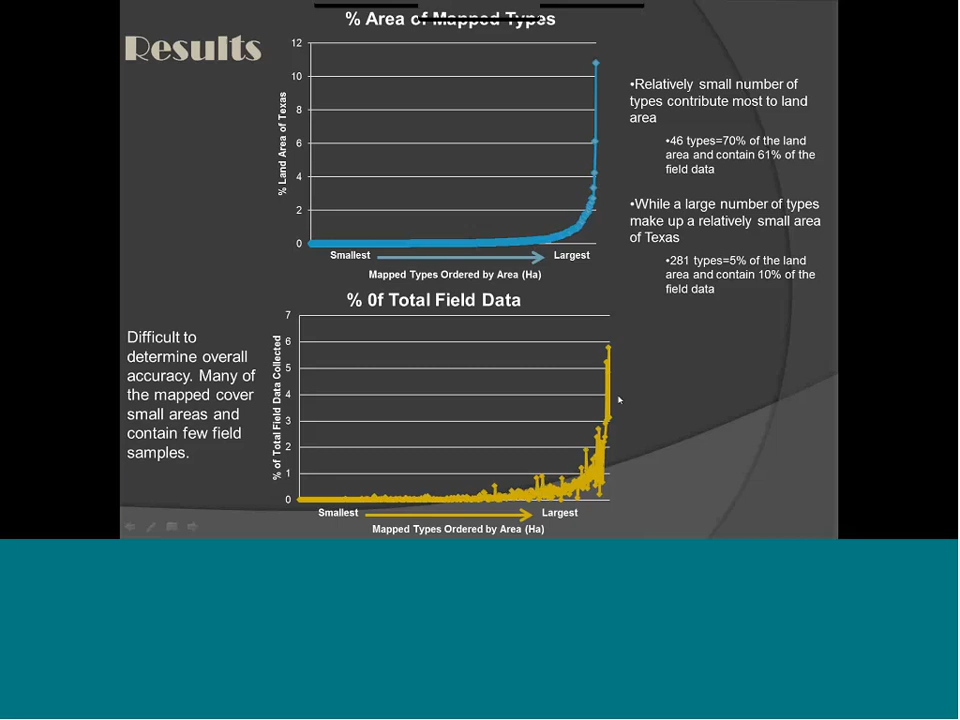 Results
% Area of Mapped Types
12
10
8
6
4
2
0
% Land Area of Texas
Smallest
Largest
Mapped Types Ordered by Area (Ha)
•Relatively small number of
types contribute most to land
area
•46 types=70% of the land
area and contain 61% of the
field data
•While a large number of types
make up a relatively small area
of Texas
•281 types=5% of the land
area and contain 10% of the
field data
% 0f Total Field Data
7
6
5
4
3
2
1
0
% of Total Field Data Collected
Smallest
Largest
Mapped Types Ordered by Area (Ha)
Difficult to
determine overall
accuracy. Many of
the mapped cover
small areas and
contain few field
samples.